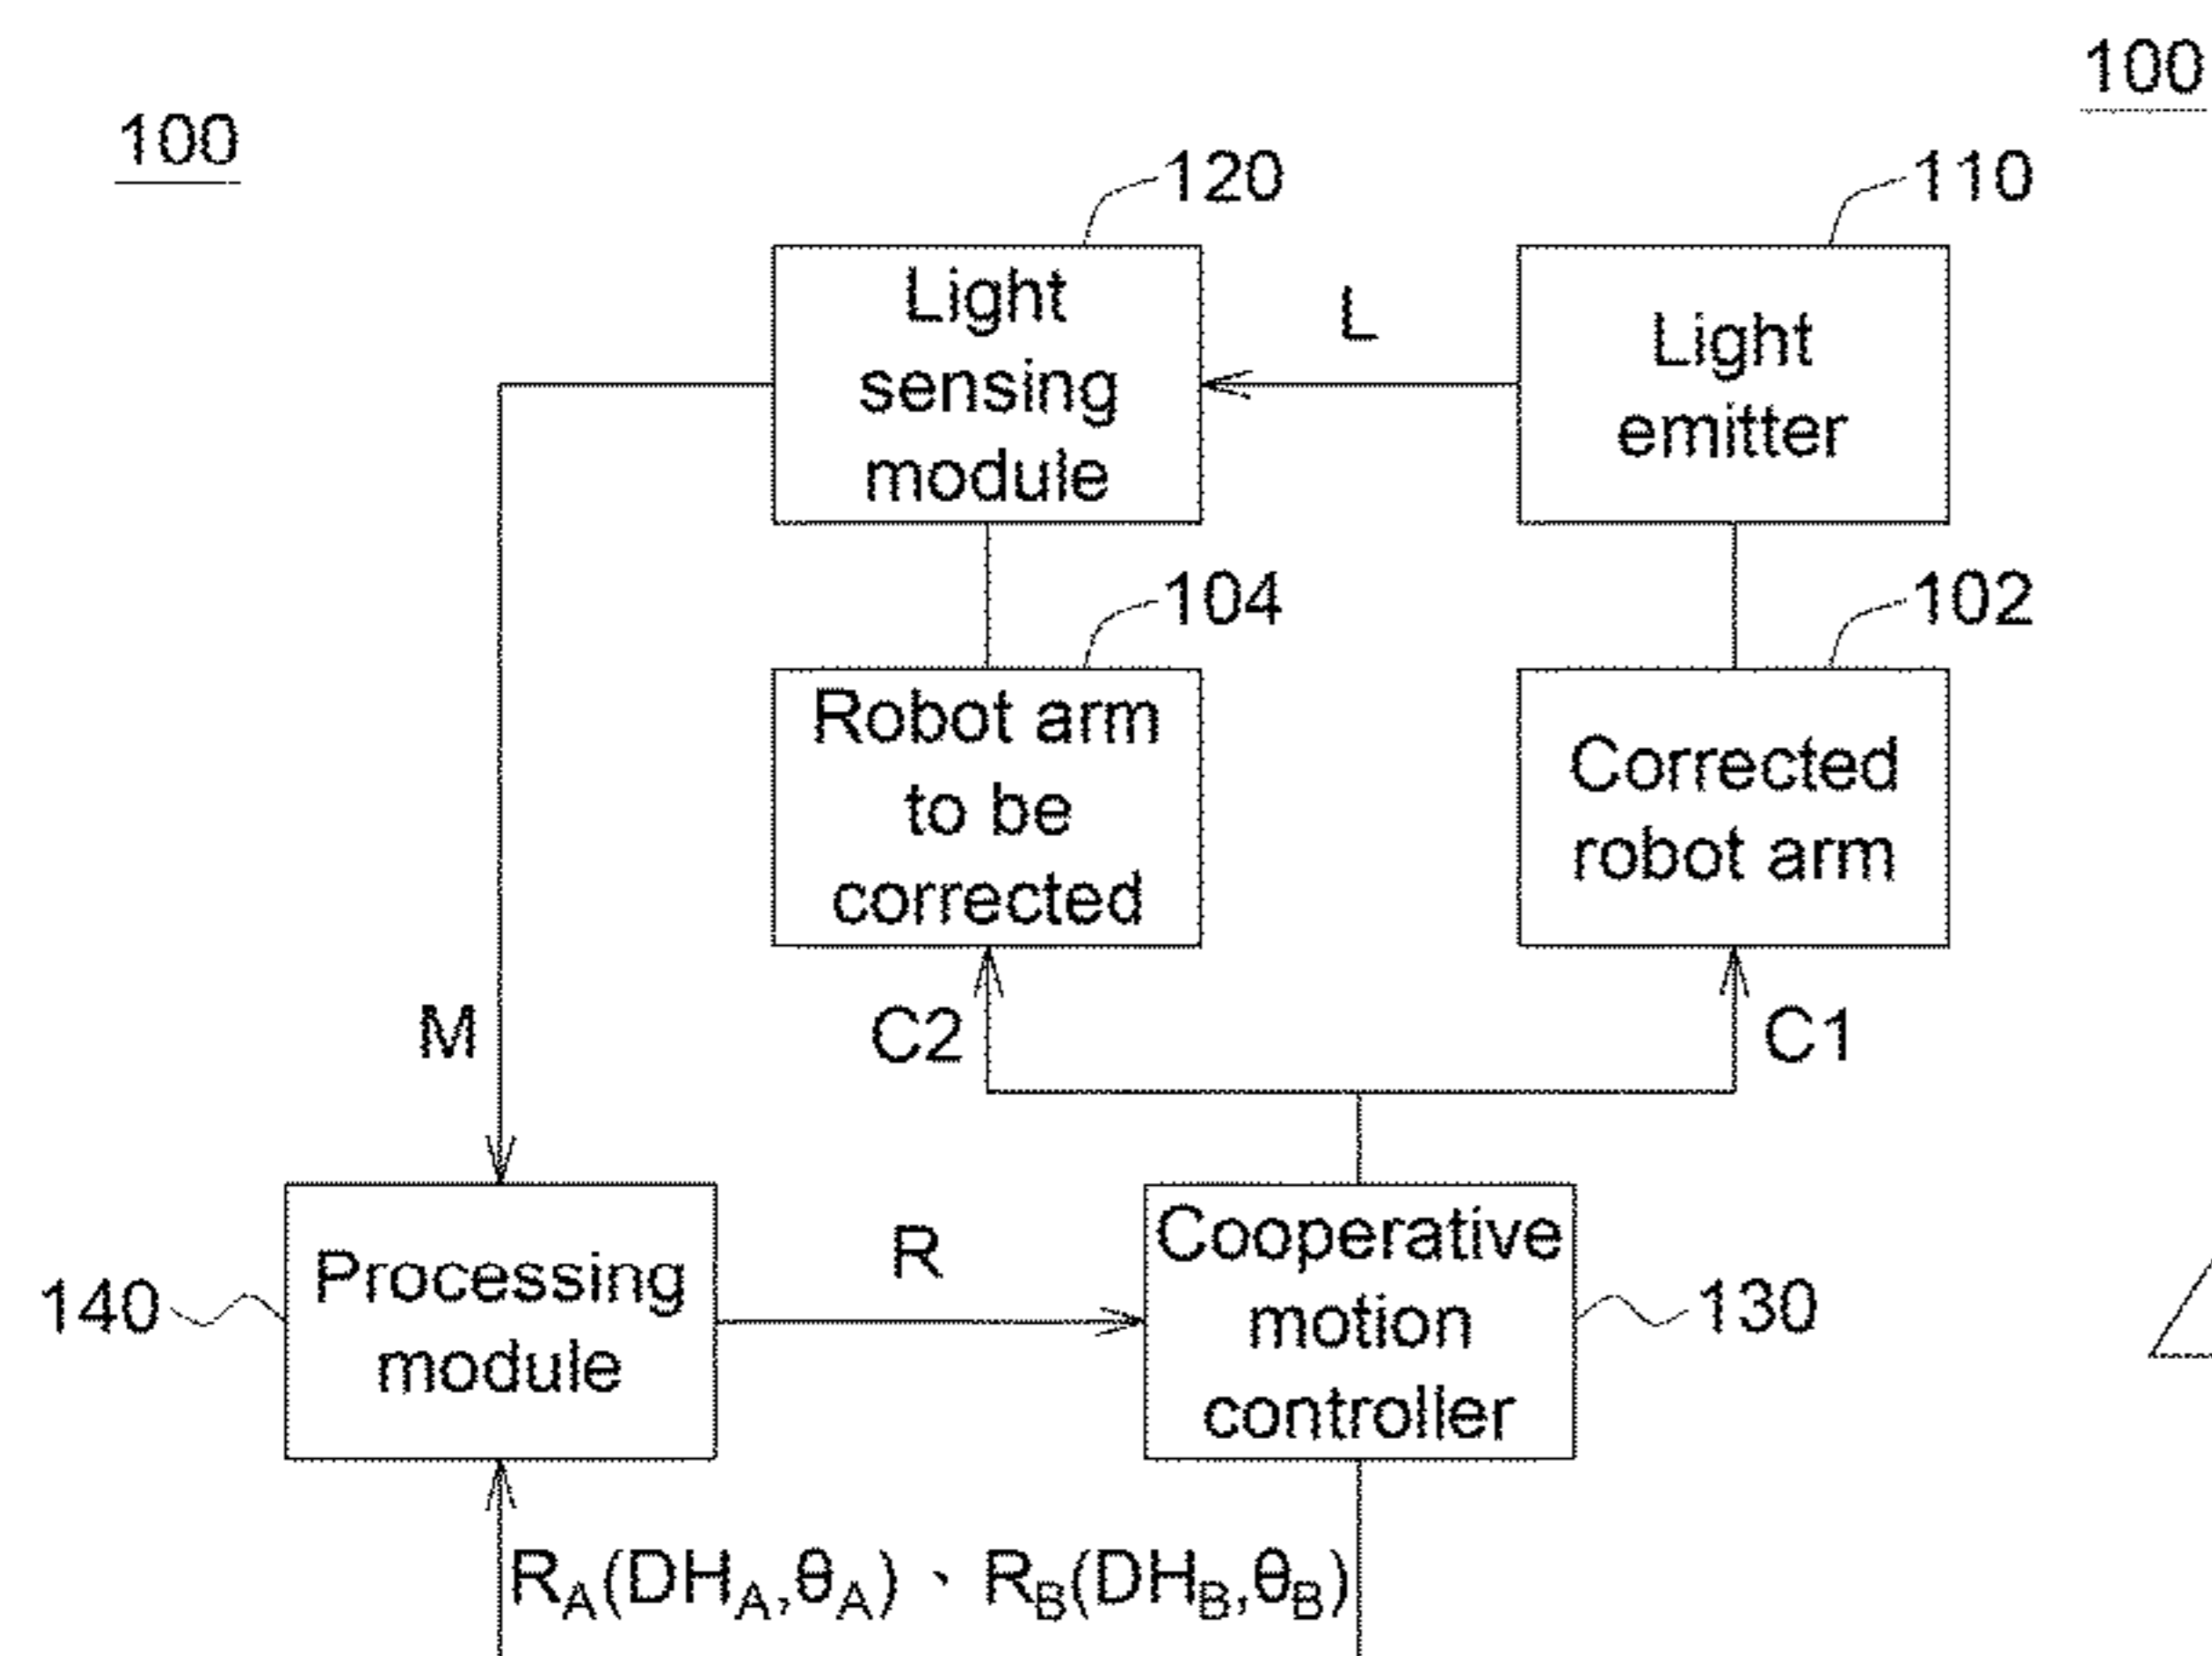 100
100
120
110
Light
sensing
module
L
Light
emitter
104
102
Robot arm
to be
corrected
Corrected
robot arm
M
C2
C1
140
Processing
module
R
Cooperative
motion
controller
130
R_A(DH_A,θ_A)、R_B(DH_B,θ_B)